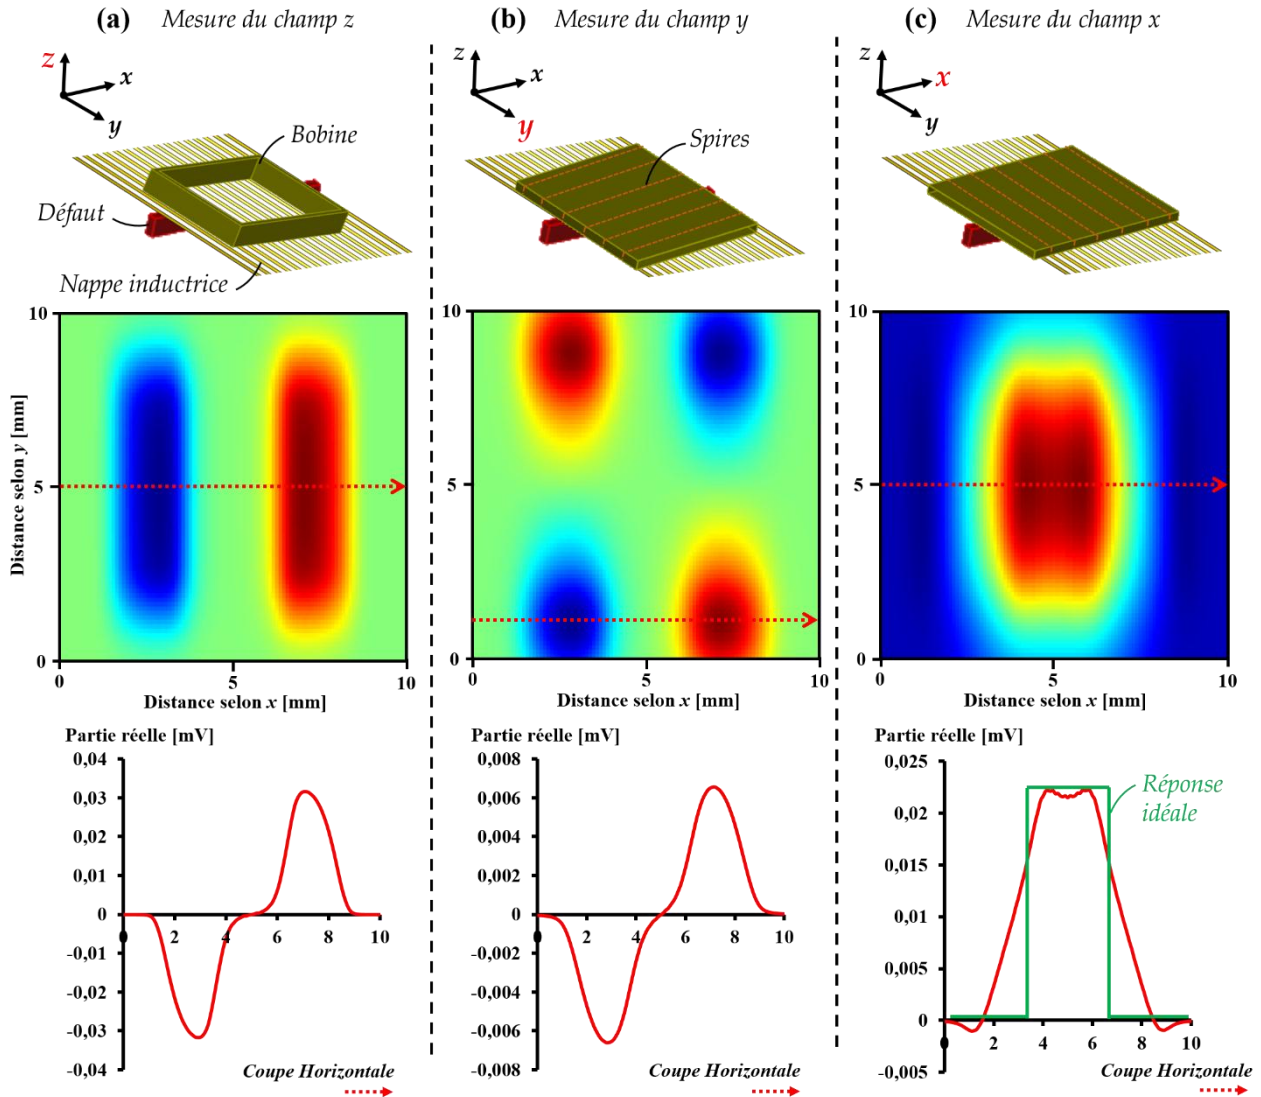 (a) Mesure du champ z
z
x
y
Bobine
Défaut
Nappe inductrice
10
5
0
Distance selon y [mm]
0 5 10
Distance selon x [mm]
Partie réelle [mV]
0,04
0,03
0,02
0,01
0
-0,01
-0,02
-0,03
-0,04
0 2 4 6 8 10
Coupe Horizontale
(b) Mesure du champ y
z
x
y
Spires
10
5
0
0 5 10
Distance selon x [mm]
Partie réelle [mV]
0,008
0,006
0,004
0,002
0
-0,002
-0,004
-0,006
-0,008
0 2 4 6 8 10
Coupe Horizontale
(c) Mesure du champ x
z
x
y
10
5
0
0 5 10
Distance selon x [mm]
Partie réelle [mV]
0,025
0,02
0,015
0,01
0,005
0
-0,005
0 2 4 6 8 10
Réponse
idéale
Coupe Horizontale